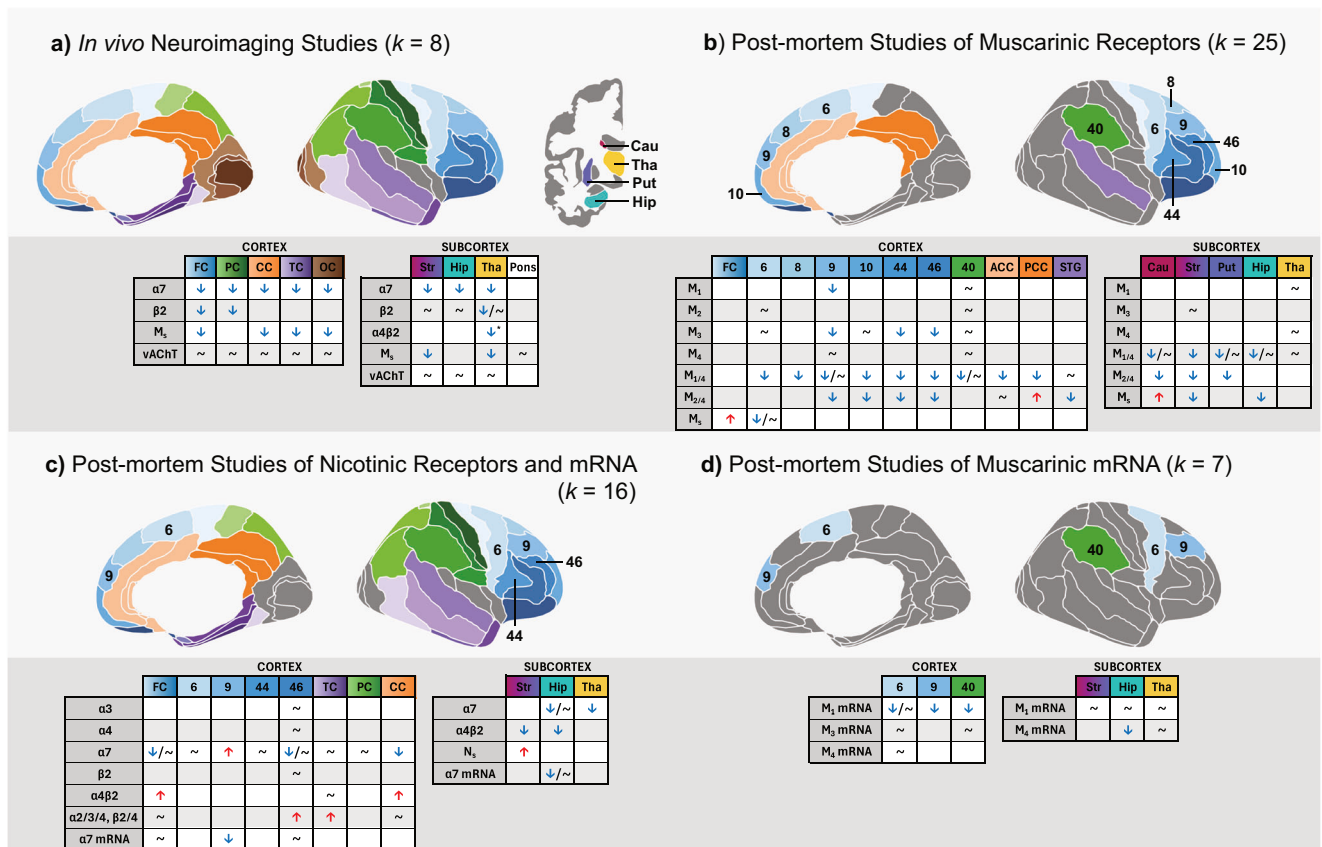 a) In vivo Neuroimaging Studies (k = 8)
Cau
Tha
Put
Hip
CORTEX
FC PC CC TC OC
α7 ↓ ↓ ↓ ↓ ↓
β2 ↓ ↓
Ms ↓ ↓ ↓ ↓
vAChT ~ ~ ~ ~ ~
SUBCORTEX
Str Hip Tha Pons
α7 ↓ ↓ ↓
β2 ~ ~ ↓/~
α4β2 ↓*
Ms ↓ ↓ ~
vAChT ~ ~ ~
b) Post-mortem Studies of Muscarinic Receptors (k = 25)
6
8
9
10
8
40
6
9
46
10
44
CORTEX
FC 6 8 9 10 44 46 40 ACC PCC STG
M1 ↓ ~
M2 ~ ~
M3 ~ ↓ ~ ↓ ↓ ~
M4 ~ ~
M1/4 ↓ ↓ ↓/~ ↓ ↓ ↓ ↓/~ ↓ ↓ ~
M2/4 ↓ ↓ ↓ ↓ ~ ↑ ↓
Ms ↑ ↓/~
SUBCORTEX
Cau Str Put Hip Tha
M1 ~
M3 ~
M4 ~
M1/4 ↓/~ ↓ ↓/~ ↓/~ ~
M2/4 ↓ ↓ ↓
Ms ↑ ↓ ↓
c) Post-mortem Studies of Nicotinic Receptors and mRNA
(k = 16)
6
9
6
9
46
44
CORTEX
FC 6 9 44 46 TC PC CC
α3 ~
α4 ~
α7 ↓/~ ~ ↑ ~ ↓/~ ~ ~ ↓
β2 ~
α4β2 ↑ ~ ↑
α2/3/4, β2/4 ~ ↑ ↑ ~
α7 mRNA ~ ↓ ~
SUBCORTEX
Str Hip Tha
α7 ↓/~ ↓
α4β2 ↓ ↓
Ns ↑
α7 mRNA ↓/~
d) Post-mortem Studies of Muscarinic mRNA (k = 7)
6
9
40
6
9
CORTEX
6 9 40
M1 mRNA ↓/~ ↓ ↓
M3 mRNA ~ ~
M4 mRNA ~
SUBCORTEX
Str Hip Tha
M1 mRNA ~ ~ ~
M4 mRNA ↓ ~